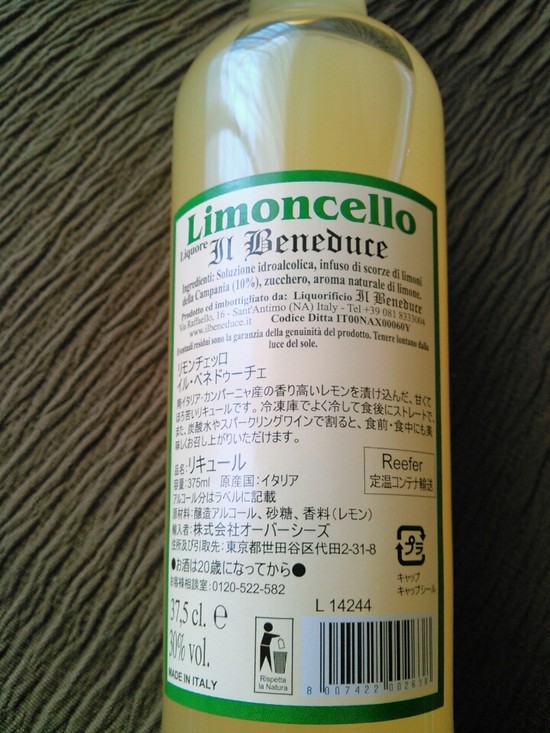 Limoncello
Liquore Il Beneduce
Ingredienti: Soluzione idroalcolica, infuso di scorze di limoni
della Campania (10%), zucchero, aroma naturale di limone.
Prodotto ed imbottigliato da: Liquorificio Il Beneduce
Via Raffaello, 16 - Sant'Antimo (NA) Italy - Tel +39 081 8333004
www.ilbeneduce.it Codice Ditta IT00NAX00060Y
Eventuali residui sono la garanzia della genuinità del prodotto. Tenere lontano dalla
luce del sole.
リモンチェッロ
イル・ベネドゥーチェ
南イタリア・カンパーニャ産の香り高いレモンを漬け込んだ、甘くて
ほろ苦いリキュールです。冷凍庫でよく冷して食後にストレートで、
また、炭酸水やスパークリングワインで割ると、食前・食中にも美
味しくお召し上がりいただけます。
品名:リキュール
容量:375ml 原産国:イタリア
アルコール分はラベルに記載
原材料:醸造アルコール、砂糖、香料(レモン)
輸入者:株式会社オーバーシーズ
住所及び引取先:東京都世田谷区代田2-31-8
●お酒は20歳になってから●
お客様相談室:0120-522-582
Reefer
定温コンテナ輸送
プラ
キャップ
キャップシール
L 14244
37,5 cl. e
30% vol.
MADE IN ITALY
Rispetta
la Natura
8 007422 002639